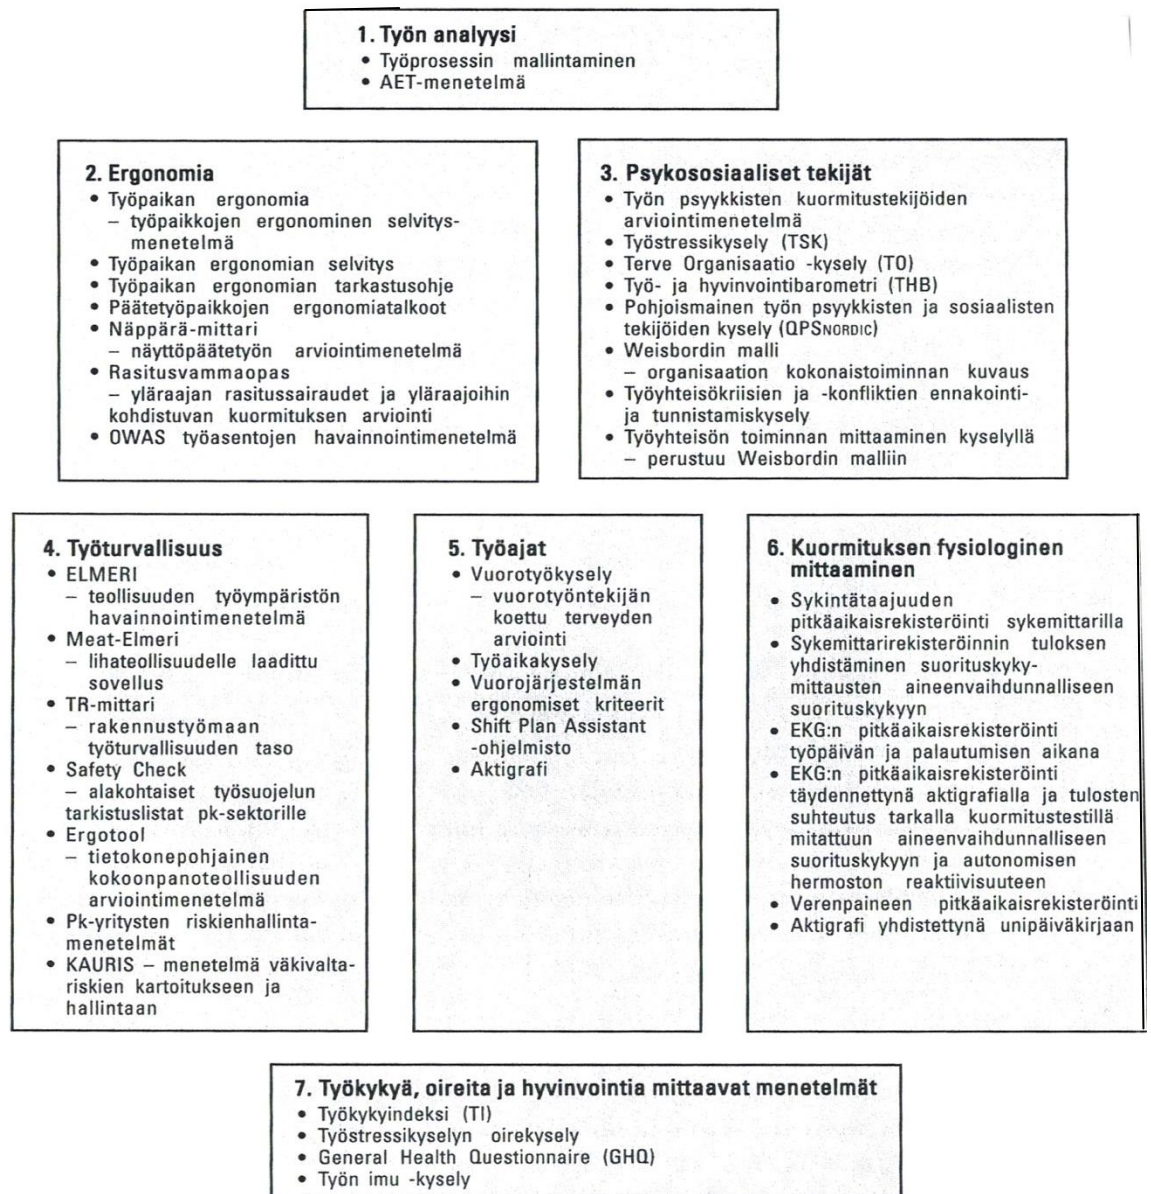 1. Työn analyysi
• Työprosessin mallintaminen
• AET-menetelmä
2. Ergonomia
• Työpaikan ergonomia
– työpaikkojen ergonominen selvitys-
menetelmä
• Työpaikan ergonomian selvitys
• Työpaikan ergonomian tarkastusohje
• Päätetyöpaikkojen ergonomiatalkoot
• Näppärä-mittari
– näyttöpäätetyön arviointimenetelmä
• Rasitusvammaopas
– yläraajan rasitussairaudet ja yläraajoihin
kohdistuvan kuormituksen arviointi
• OWAS työasentojen havainnointimenetelmä
3. Psykososiaaliset tekijät
• Työn psyykkisten kuormitustekijöiden
arviointimenetelmä
• Työstressikysely (TSK)
• Terve Organisaatio -kysely (TO)
• Työ- ja hyvinvointibarometri (THB)
• Pohjoismainen työn psyykkisten ja sosiaalisten
tekijöiden kysely (QPSNORDIC)
• Weisbordin malli
– organisaation kokonaistoiminnan kuvaus
• Työyhteisökriisien ja -konfliktien ennakointi-
ja tunnistamiskysely
• Työyhteisön toiminnan mittaaminen kyselyllä
– perustuu Weisbordin malliin
4. Työturvallisuus
• ELMERI
– teollisuuden työympäristön
havainnointimenetelmä
• Meat-Elmeri
– lihateollisuudelle laadittu
sovellus
• TR-mittari
– rakennustyömaan
työturvallisuuden taso
• Safety Check
– alakohtaiset työsuojelun
tarkistuslistat pk-sektorille
• Ergotool
– tietokonepohjainen
kokoonpanoteollisuuden
arviointimenetelmä
• Pk-yritysten riskienhallinta-
menetelmät
• KAURIS – menetelmä väkivalta-
riskien kartoitukseen ja
hallintaan
5. Työajat
• Vuorotyökysely
– vuorotyöntekijän
koettu terveyden
arviointi
• Työaikakysely
• Vuorojärjestelmän
ergonomiset kriteerit
• Shift Plan Assistant
-ohjelmisto
• Aktigrafi
6. Kuormituksen fysiologinen
mittaaminen
• Sykintätaajuuden
pitkäaikaisrekisteröinti sykemittarilla
• Sykemittarirekisteröinnin tuloksen
yhdistäminen suorituskyky-
mittausten aineenvaihdunnalliseen
suorituskykyyn
• EKG:n pitkäaikaisrekisteröinti
työpäivän ja palautumisen aikana
• EKG:n pitkäaikaisrekisteröinti
täydennettynä aktigrafialla ja tulosten
suhteutus tarkalla kuormitustestillä
mitattuun aineenvaihdunnalliseen
suorituskykyyn ja autonomisen
hermoston reaktiivisuuteen
• Verenpaineen pitkäaikaisrekisteröinti
• Aktigrafi yhdistettynä unipäiväkirjaan
7. Työkykyä, oireita ja hyvinvointia mittaavat menetelmät
• Työkykyindeksi (TI)
• Työstressikyselyn oirekysely
• General Health Questionnaire (GHQ)
• Työn imu -kysely